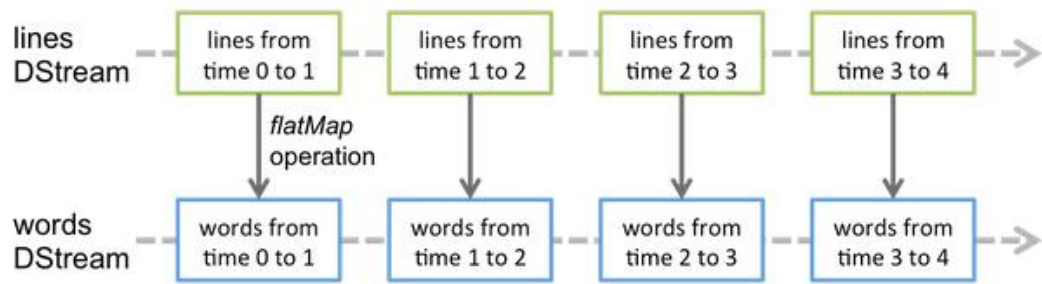 lines
DStream
lines from
time 0 to 1
lines from
time 1 to 2
lines from
time 2 to 3
lines from
time 3 to 4
flatMap
operation
words
DStream
words from
time 0 to 1
words from
time 1 to 2
words from
time 2 to 3
words from
time 3 to 4